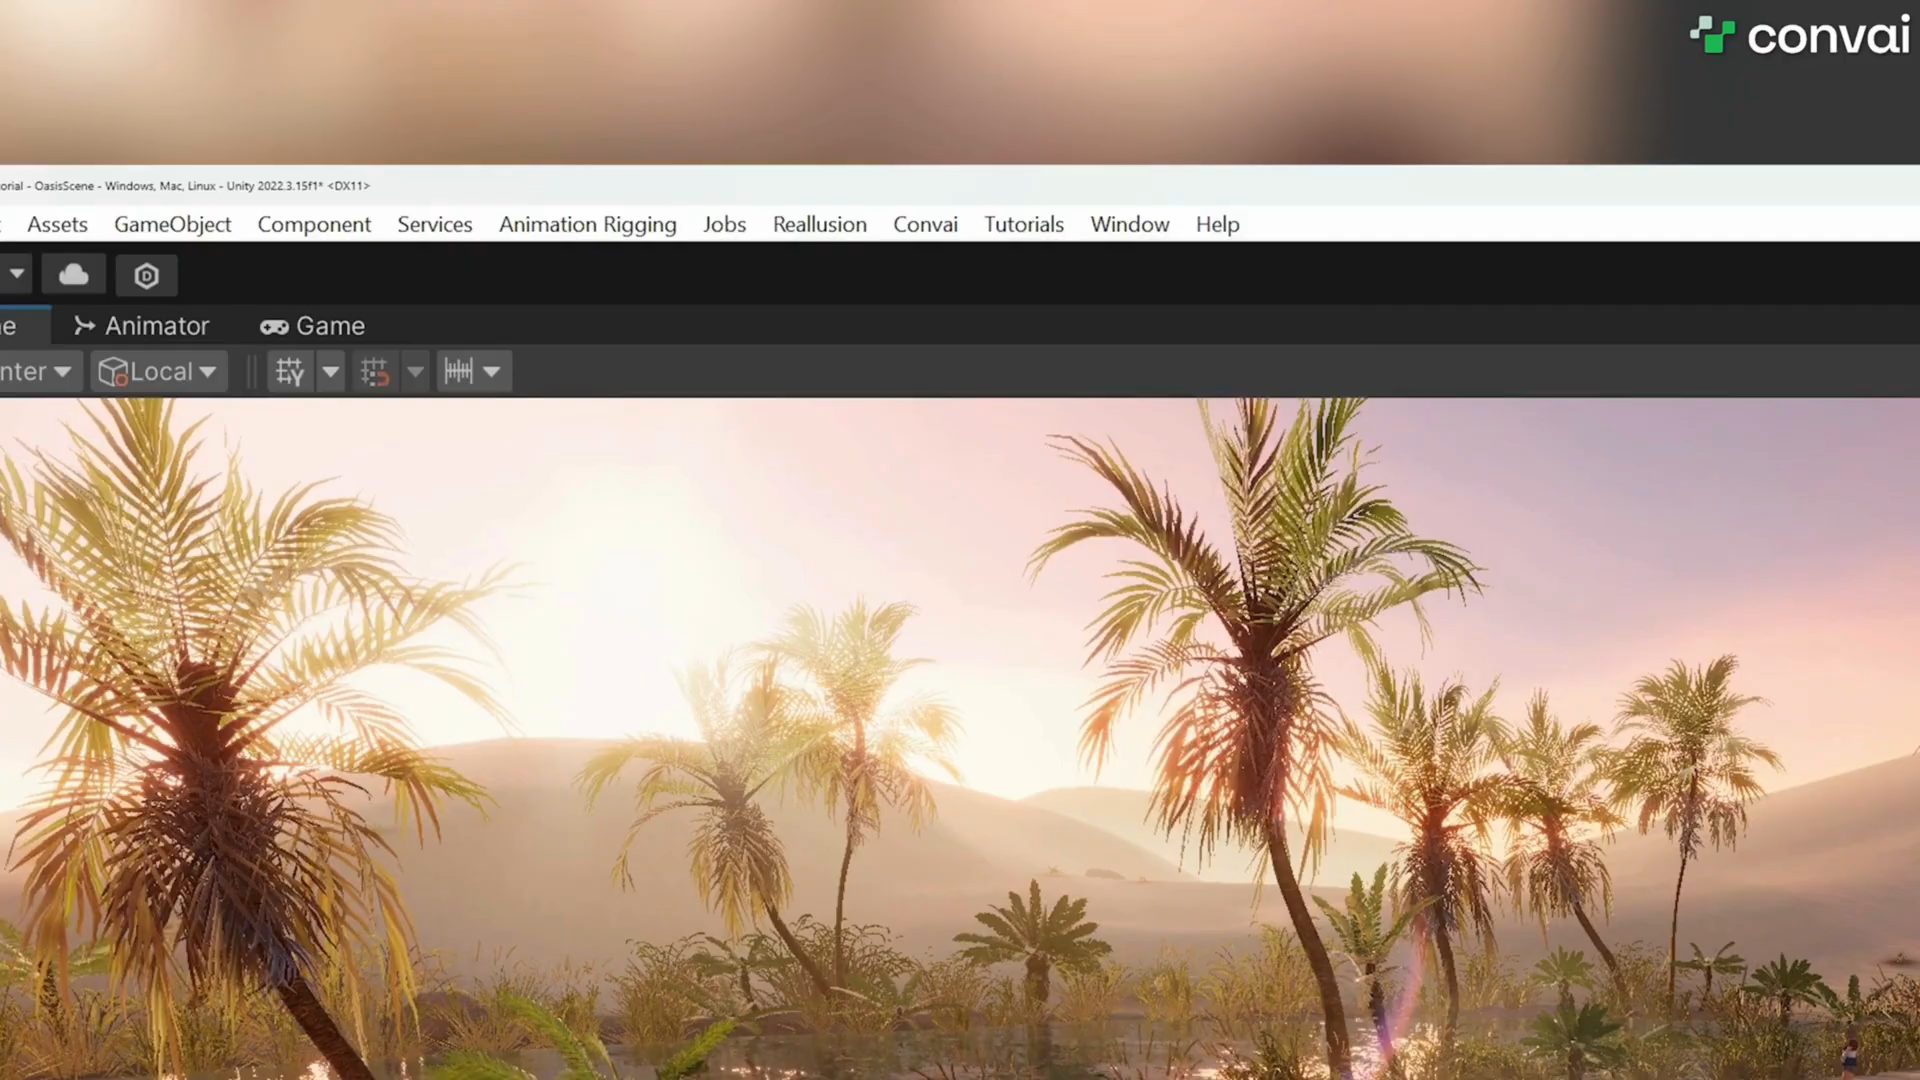 convai
orial - OasisScene - Windows, Mac, Linux - Unity 2022.3.15f1* <DX11>
Assets GameObject Component Services Animation Rigging Jobs Reallusion Convai Tutorials Window Help
e Animator Game
nter Local